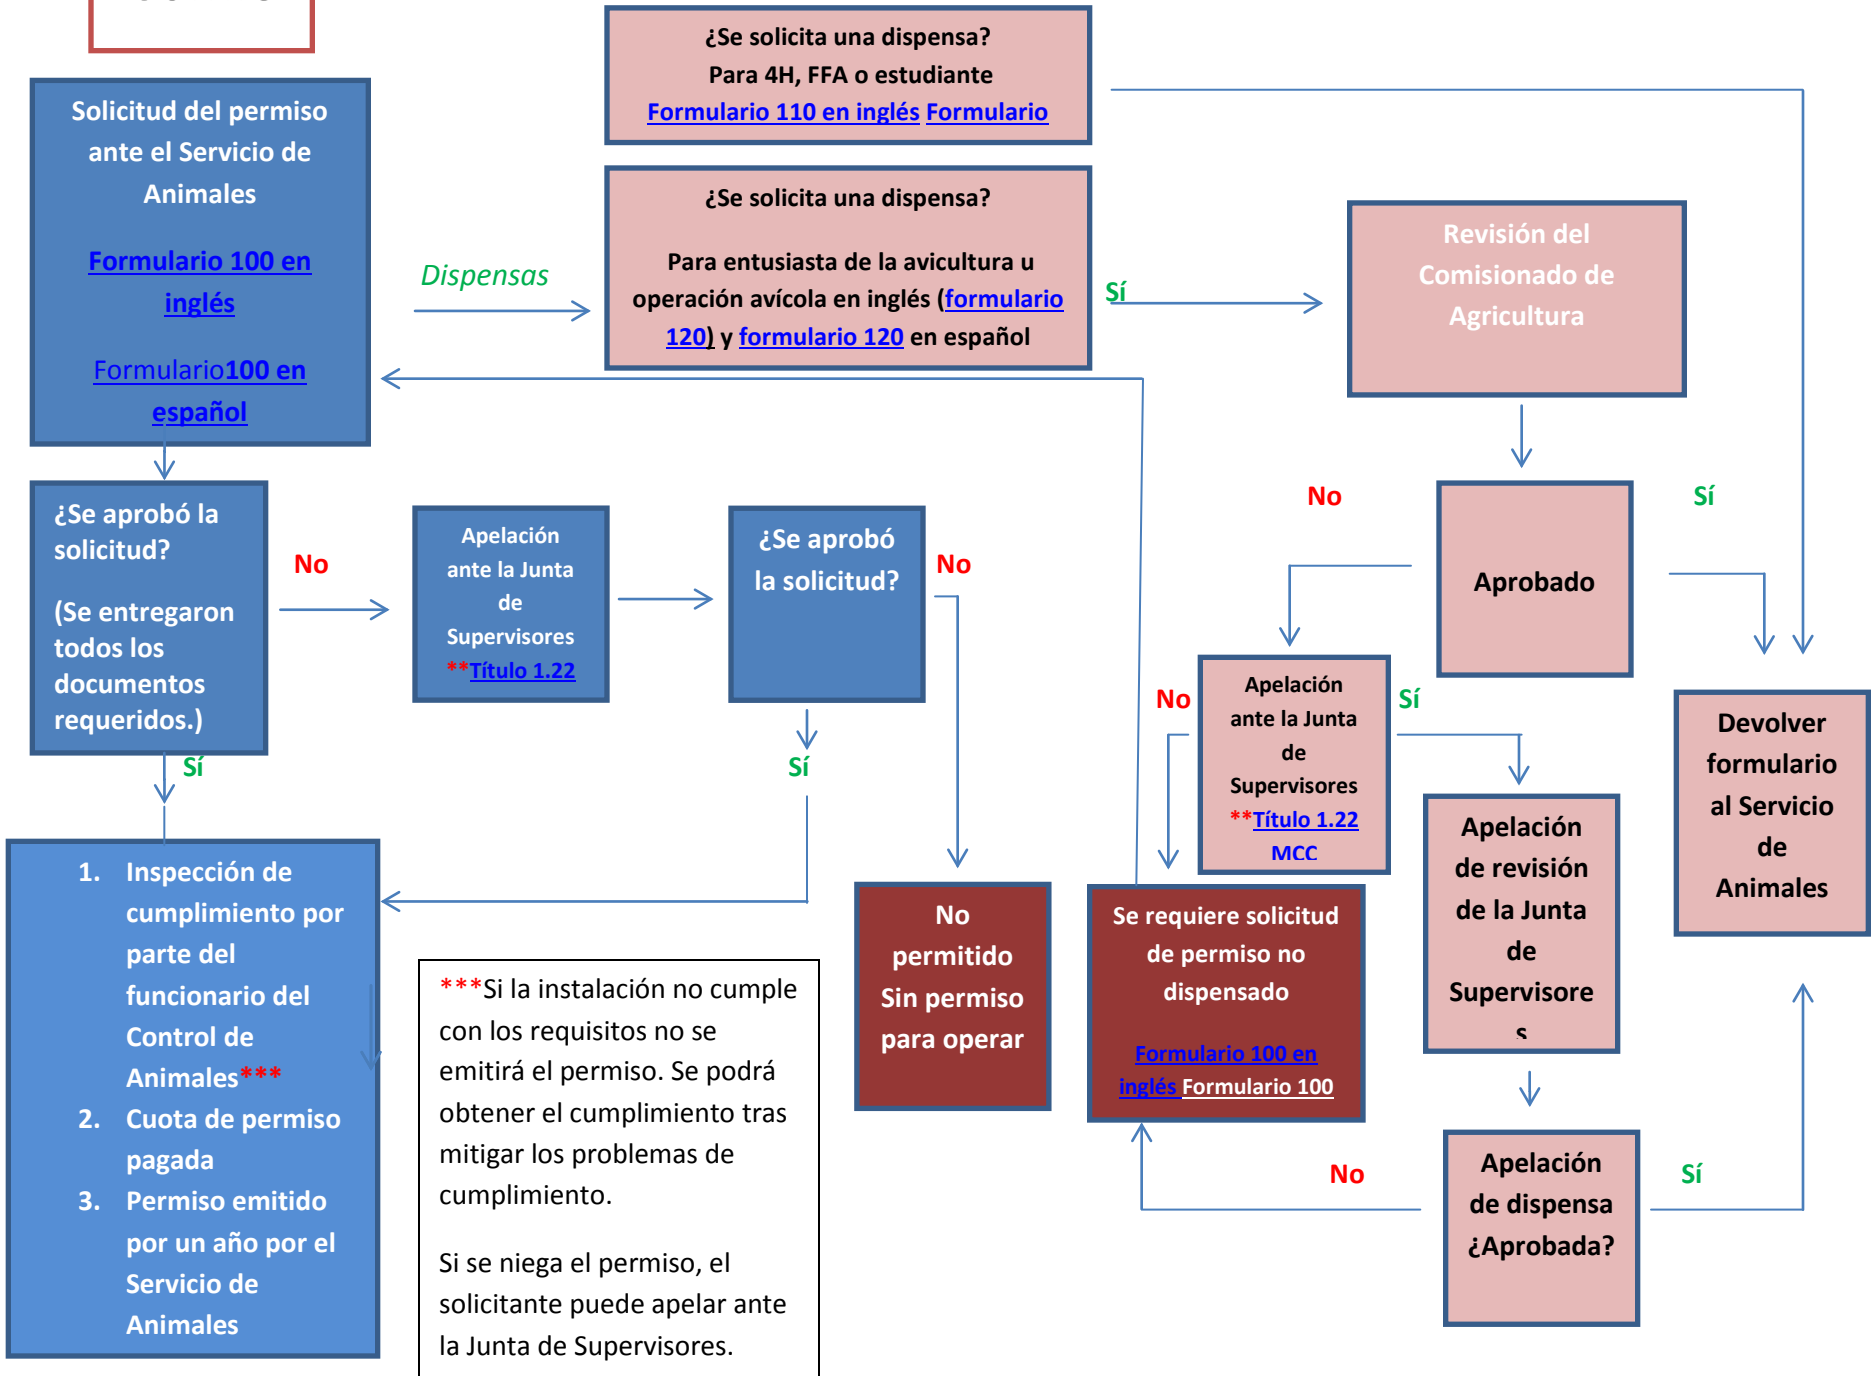 ¿Se solicita una dispensa?
Para 4H, FFA o estudiante
Formulario 110 en inglés Formulario
Solicitud del permiso
ante el Servicio de
Animales
Formulario 100 en
inglés
Formulario100 en
español
Dispensas
¿Se solicita una dispensa?
Para entusiasta de la avicultura u
operación avícola en inglés (formulario
120) y formulario 120 en español
Sí
Revisión del
Comisionado de
Agricultura
¿Se aprobó la
solicitud?
(Se entregaron
todos los
documentos
requeridos.)
No
Apelación
ante la Junta
de
Supervisores
**Título 1.22
¿Se aprobó
la solicitud?
No
No
Aprobado
Sí
Sí
Sí
No
Apelación
ante la Junta
de
Supervisores
**Título 1.22
MCC
Sí
Devolver
formulario
al Servicio
de
Animales
1. Inspección de
cumplimiento por
parte del
funcionario del
Control de
Animales***
2. Cuota de permiso
pagada
3. Permiso emitido
por un año por el
Servicio de
Animales
***Si la instalación no cumple
con los requisitos no se
emitirá el permiso. Se podrá
obtener el cumplimiento tras
mitigar los problemas de
cumplimiento.
Si se niega el permiso, el
solicitante puede apelar ante
la Junta de Supervisores.
No
permitido
Sin permiso
para operar
Se requiere solicitud
de permiso no
dispensado
Formulario 100 en
inglés Formulario 100
Apelación
de revisión
de la Junta
de
Supervisore
s
No
Apelación
de dispensa
¿Aprobada?
Sí